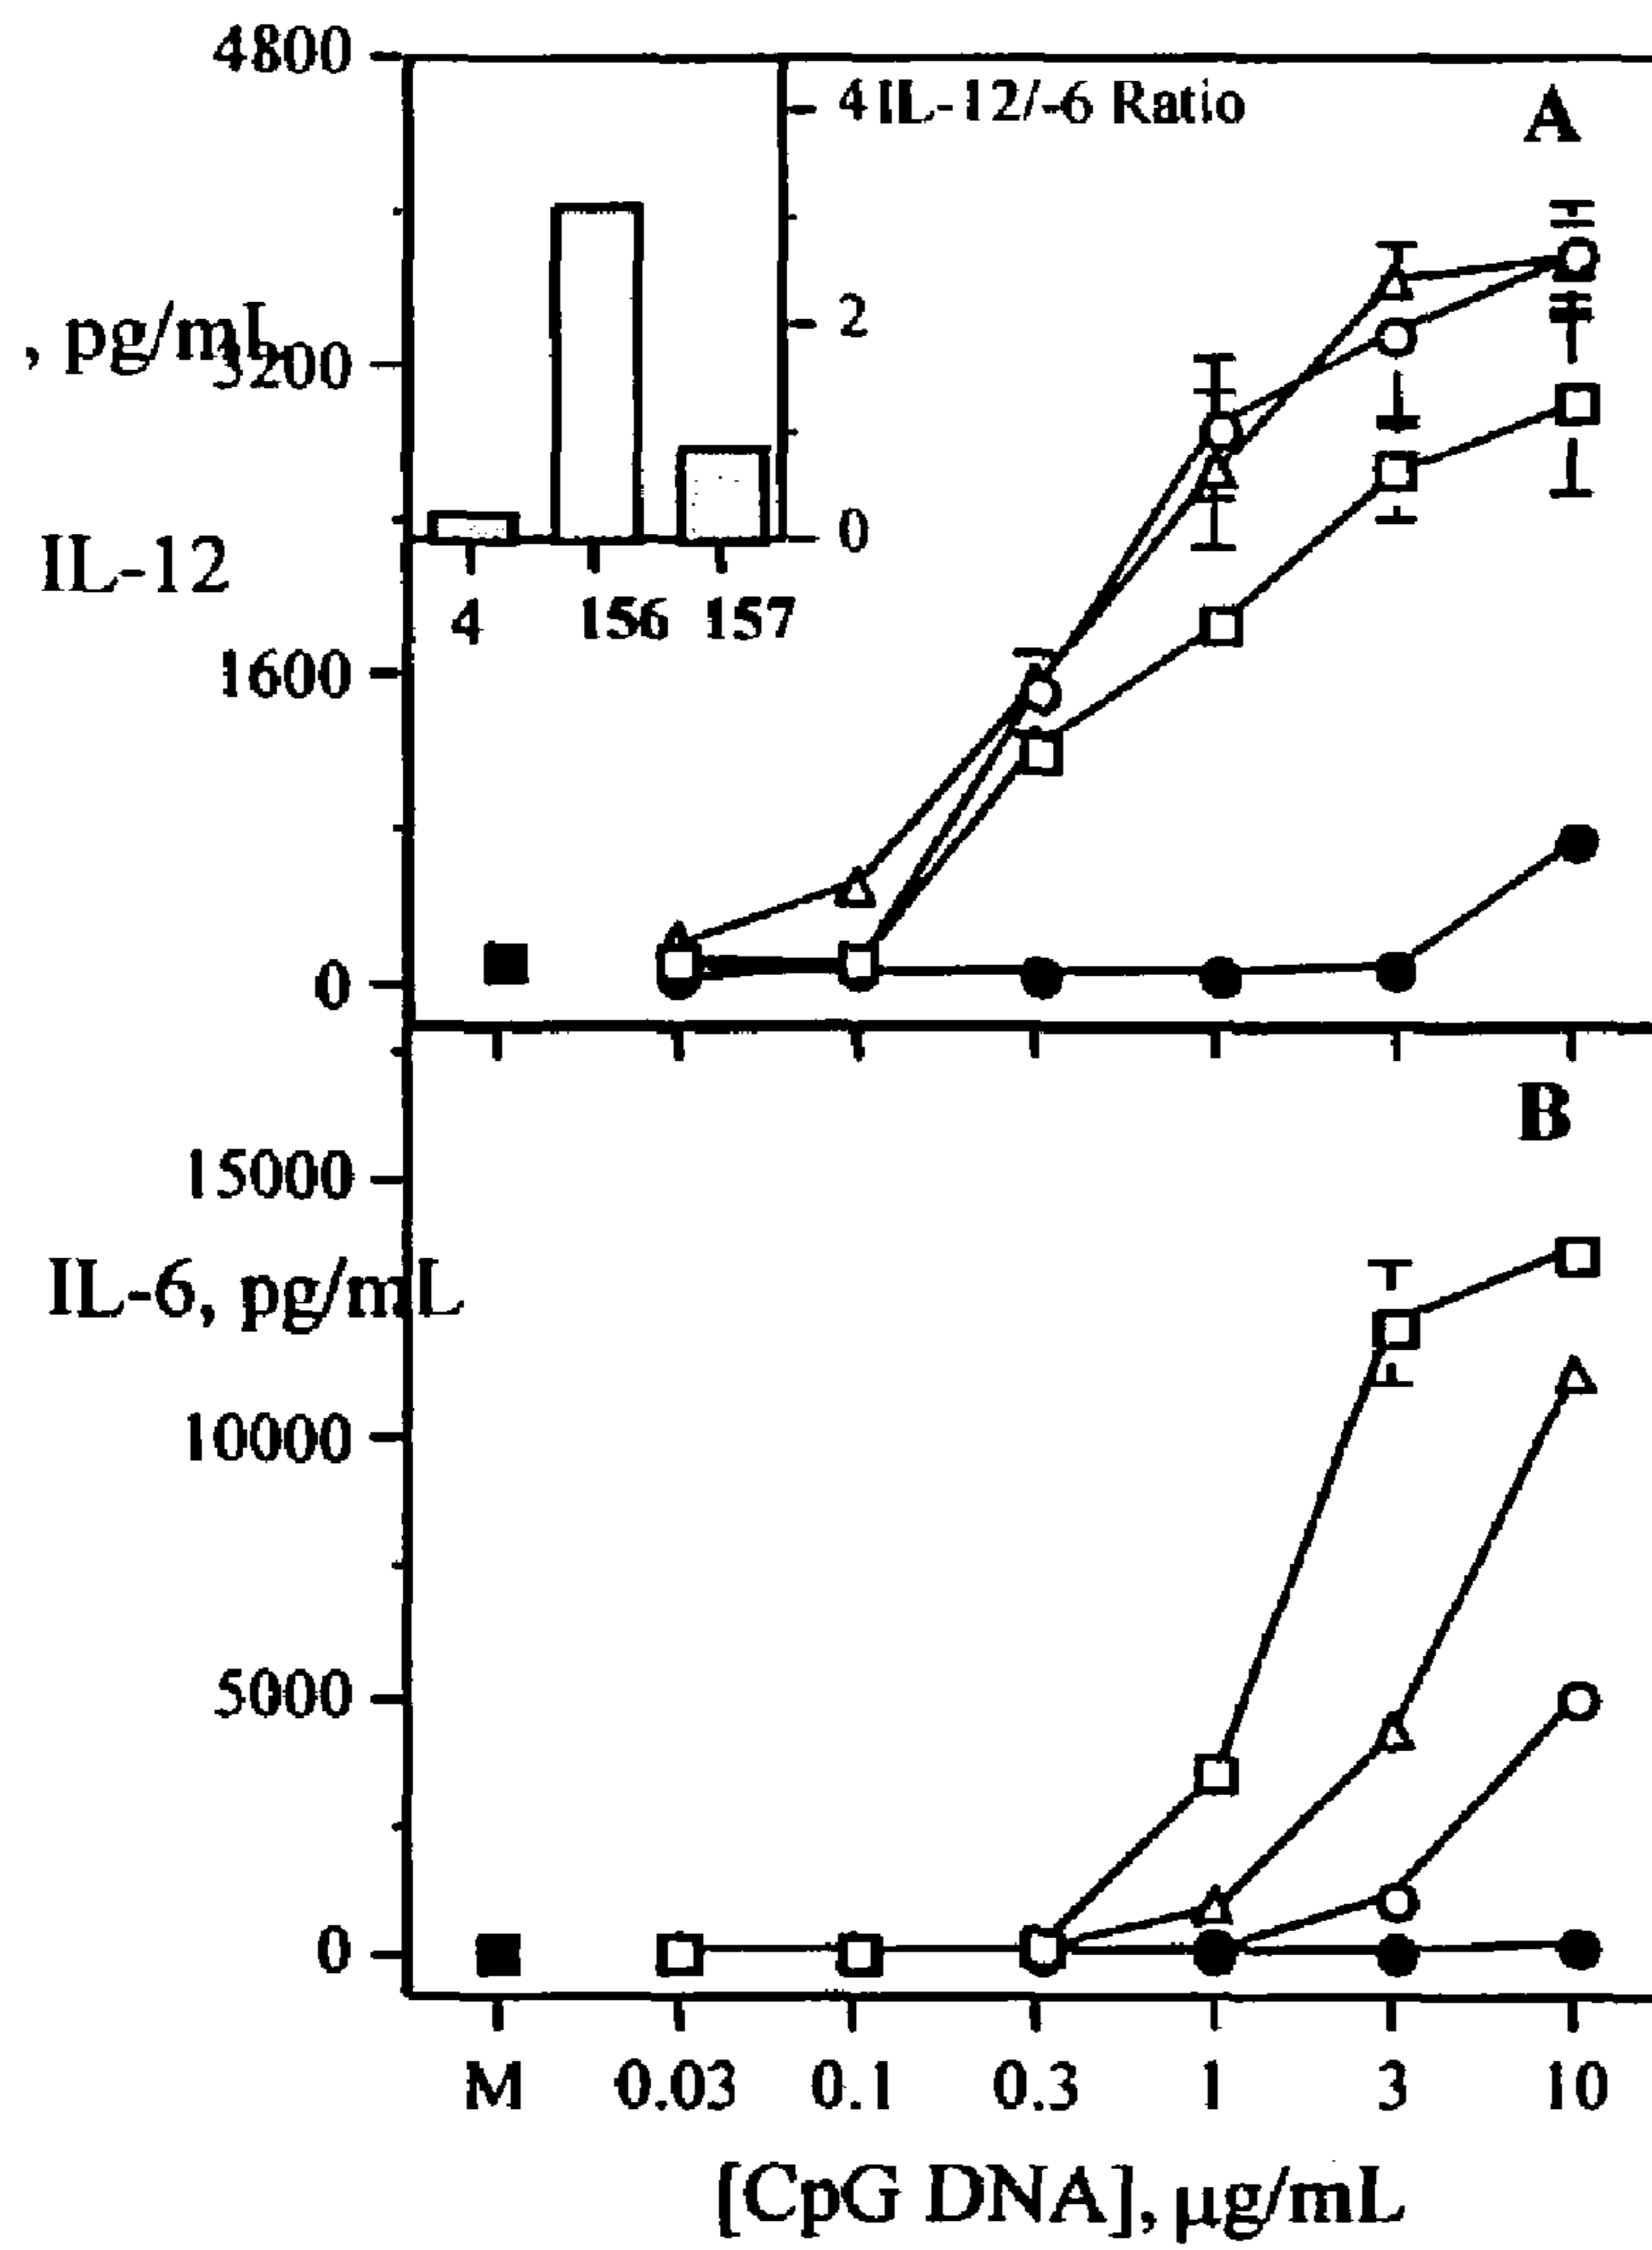 4800
4 IL-12/-6 Ratio
A
, pg/mL
3200
2
IL-12
0
4 156 157
1600
0
B
15000
IL-6, pg/mL
10000
5000
0
M 0.03 0.1 0.3 1 3 10
[CpG DNA], µg/mL